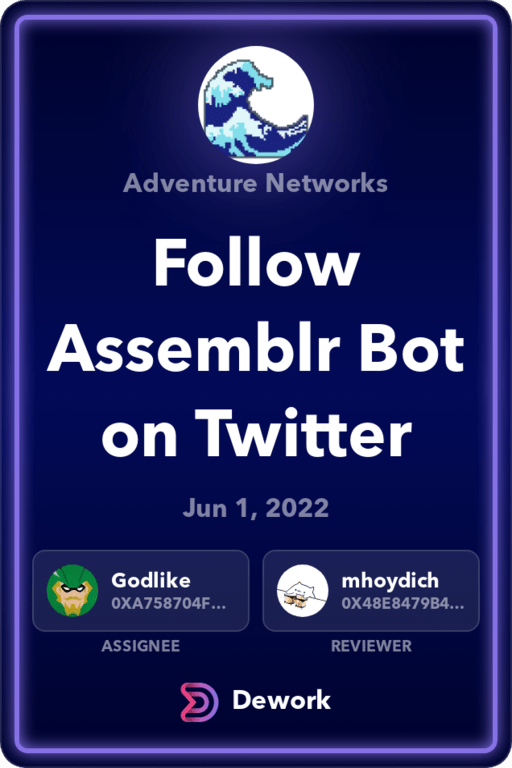 Adventure Networks
Follow
Assemblr Bot
on Twitter
Jun 1, 2022
Godlike
0XA758704F...
ASSIGNEE
mhoydich
0X48E8479B4...
REVIEWER
Dework